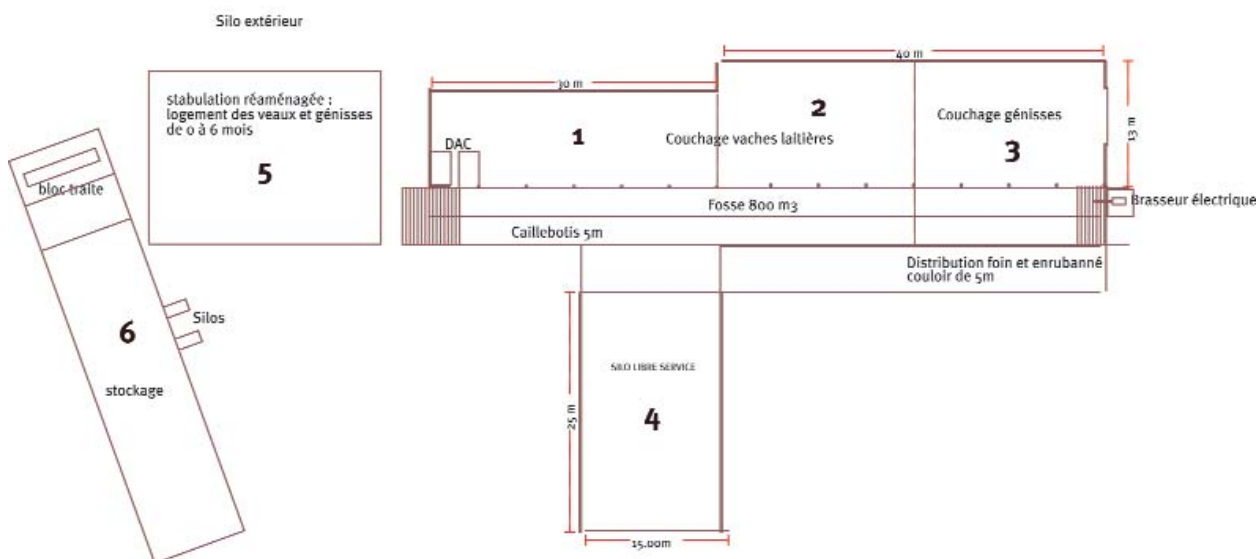 Silo extérieur
40 m
30 m
stabulation réaménagée :
logement des veaux et génisses
de 0 à 6 mois
5
1
2
Couchage vaches laitières
Couchage génisses
3
13 m
DAC
bloc traite
Fosse 800 m3
Brasseur électrique
Caillebotis 5m
Distribution foin et enrubanné
couloir de 5m
Silos
6
stockage
SILO LIBRE SERVICE
4
25 m
15.00m